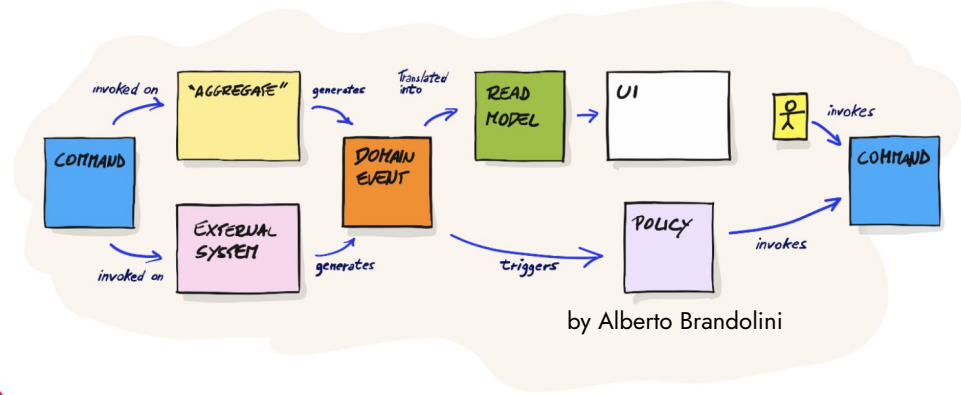 invoked on
"AGGREGATE"
generates
Translated
into
READ
MODEL
UI
invokes
COMMAND
DOMAIN
EVENT
COMMAND
EXTERNAL
SYSTEM
invoked on
generates
triggers
POLICY
invokes
by Alberto Brandolini